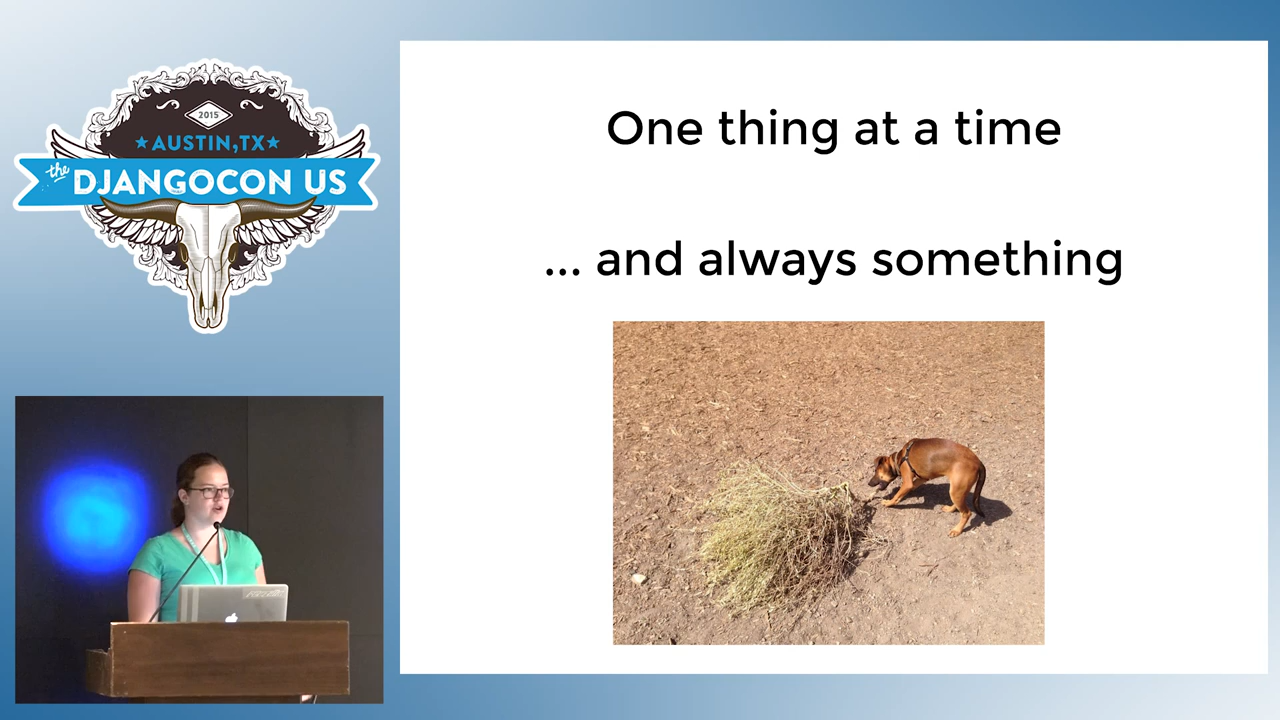 2015
★AUSTIN,TX★
the
DJANGOCON US
One thing at a time
... and always something